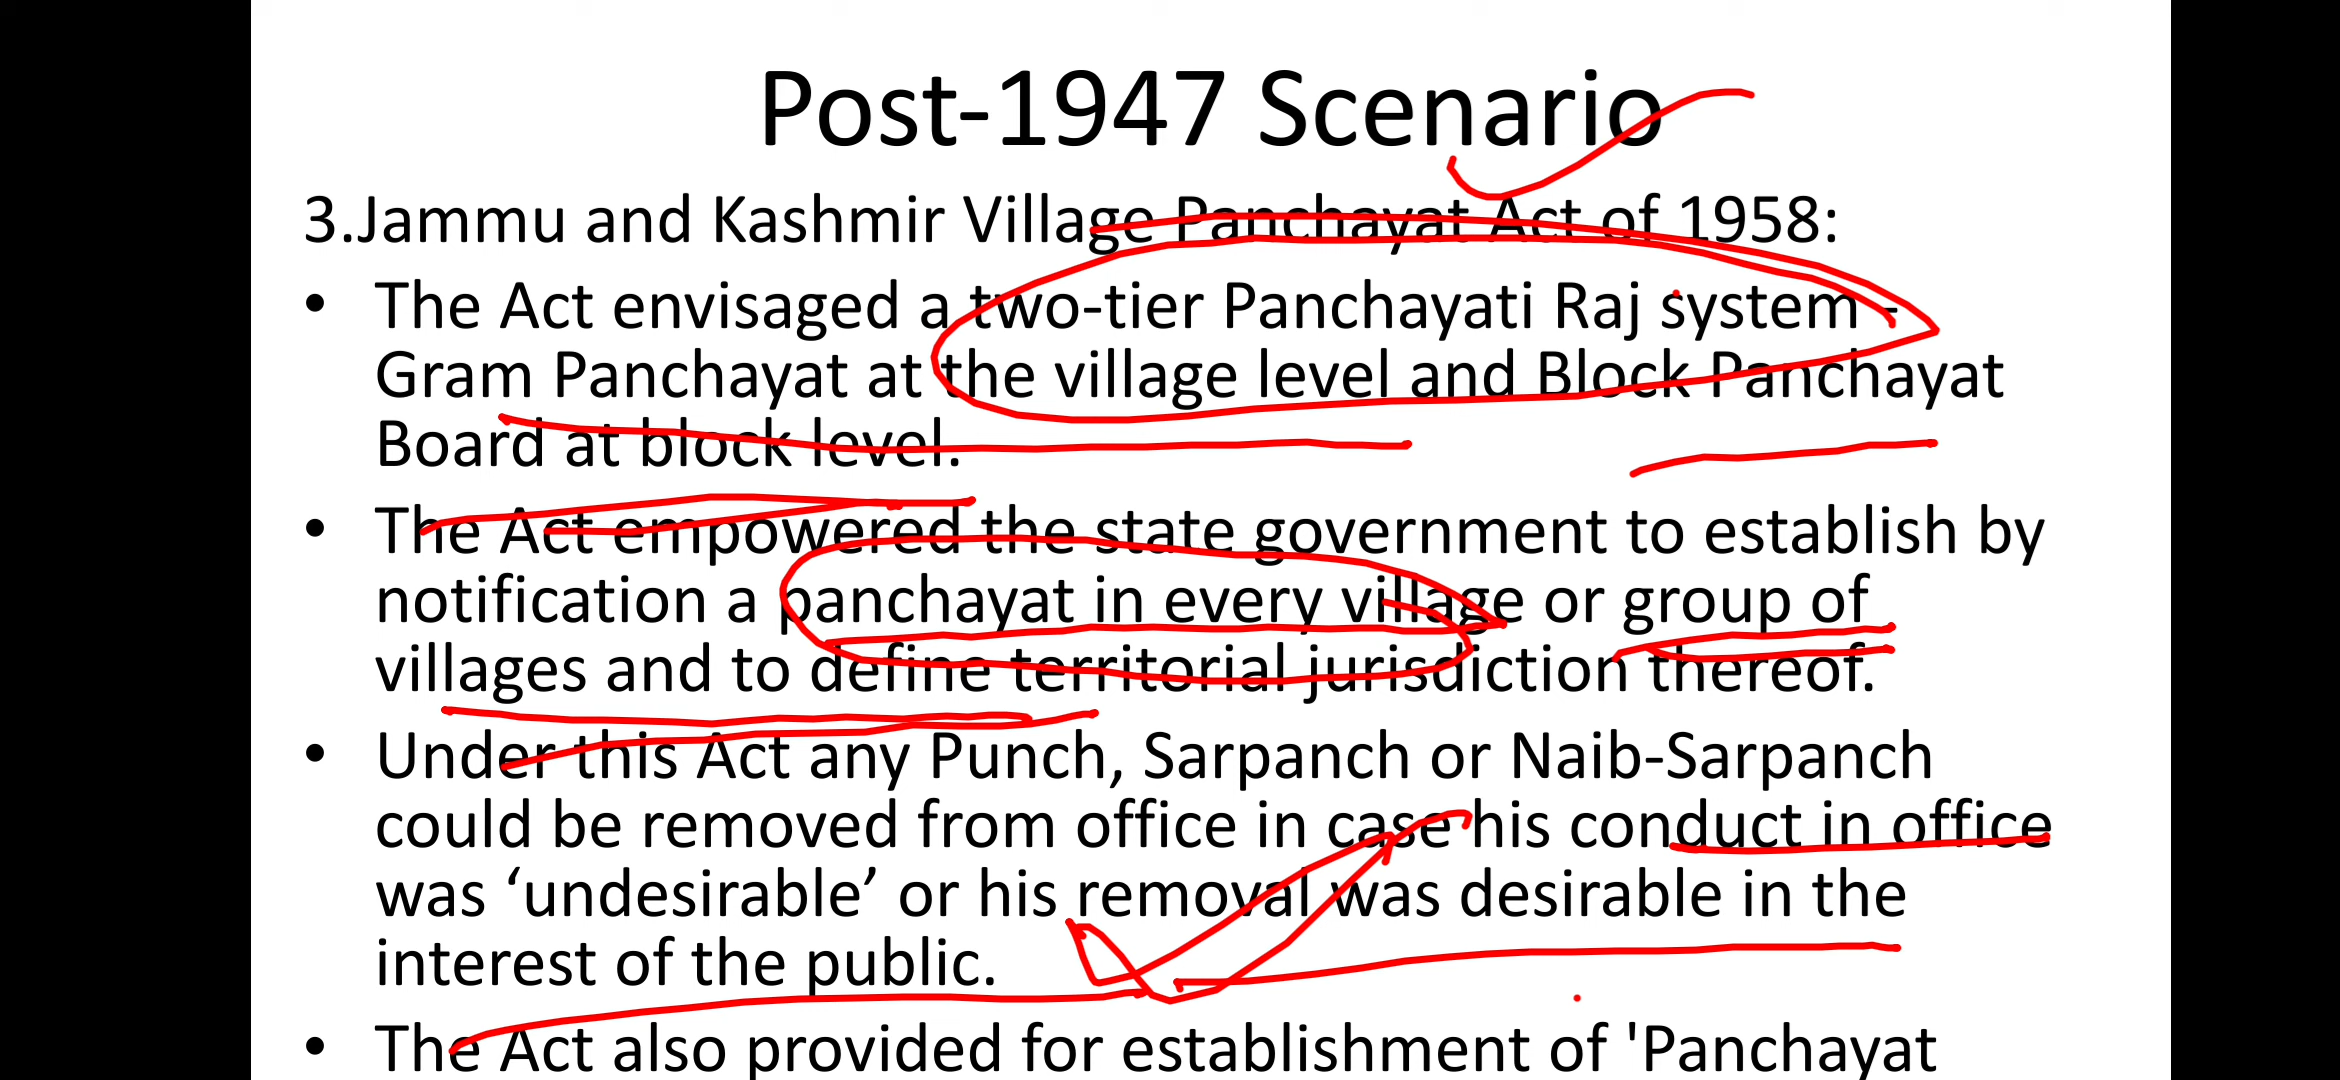 Post-1947 Scenario
3.Jammu and Kashmir Village Panchayat Act of 1958:
• The Act envisaged a two-tier Panchayati Raj system -
Gram Panchayat at the village level and Block Panchayat
Board at block level.
• The Act empowered the state government to establish by
notification a panchayat in every village or group of
villages and to define territorial jurisdiction thereof.
• Under this Act any Punch, Sarpanch or Naib-Sarpanch
could be removed from office in case his conduct in office
was ‘undesirable’ or his removal was desirable in the
interest of the public.
• The Act also provided for establishment of 'Panchayat